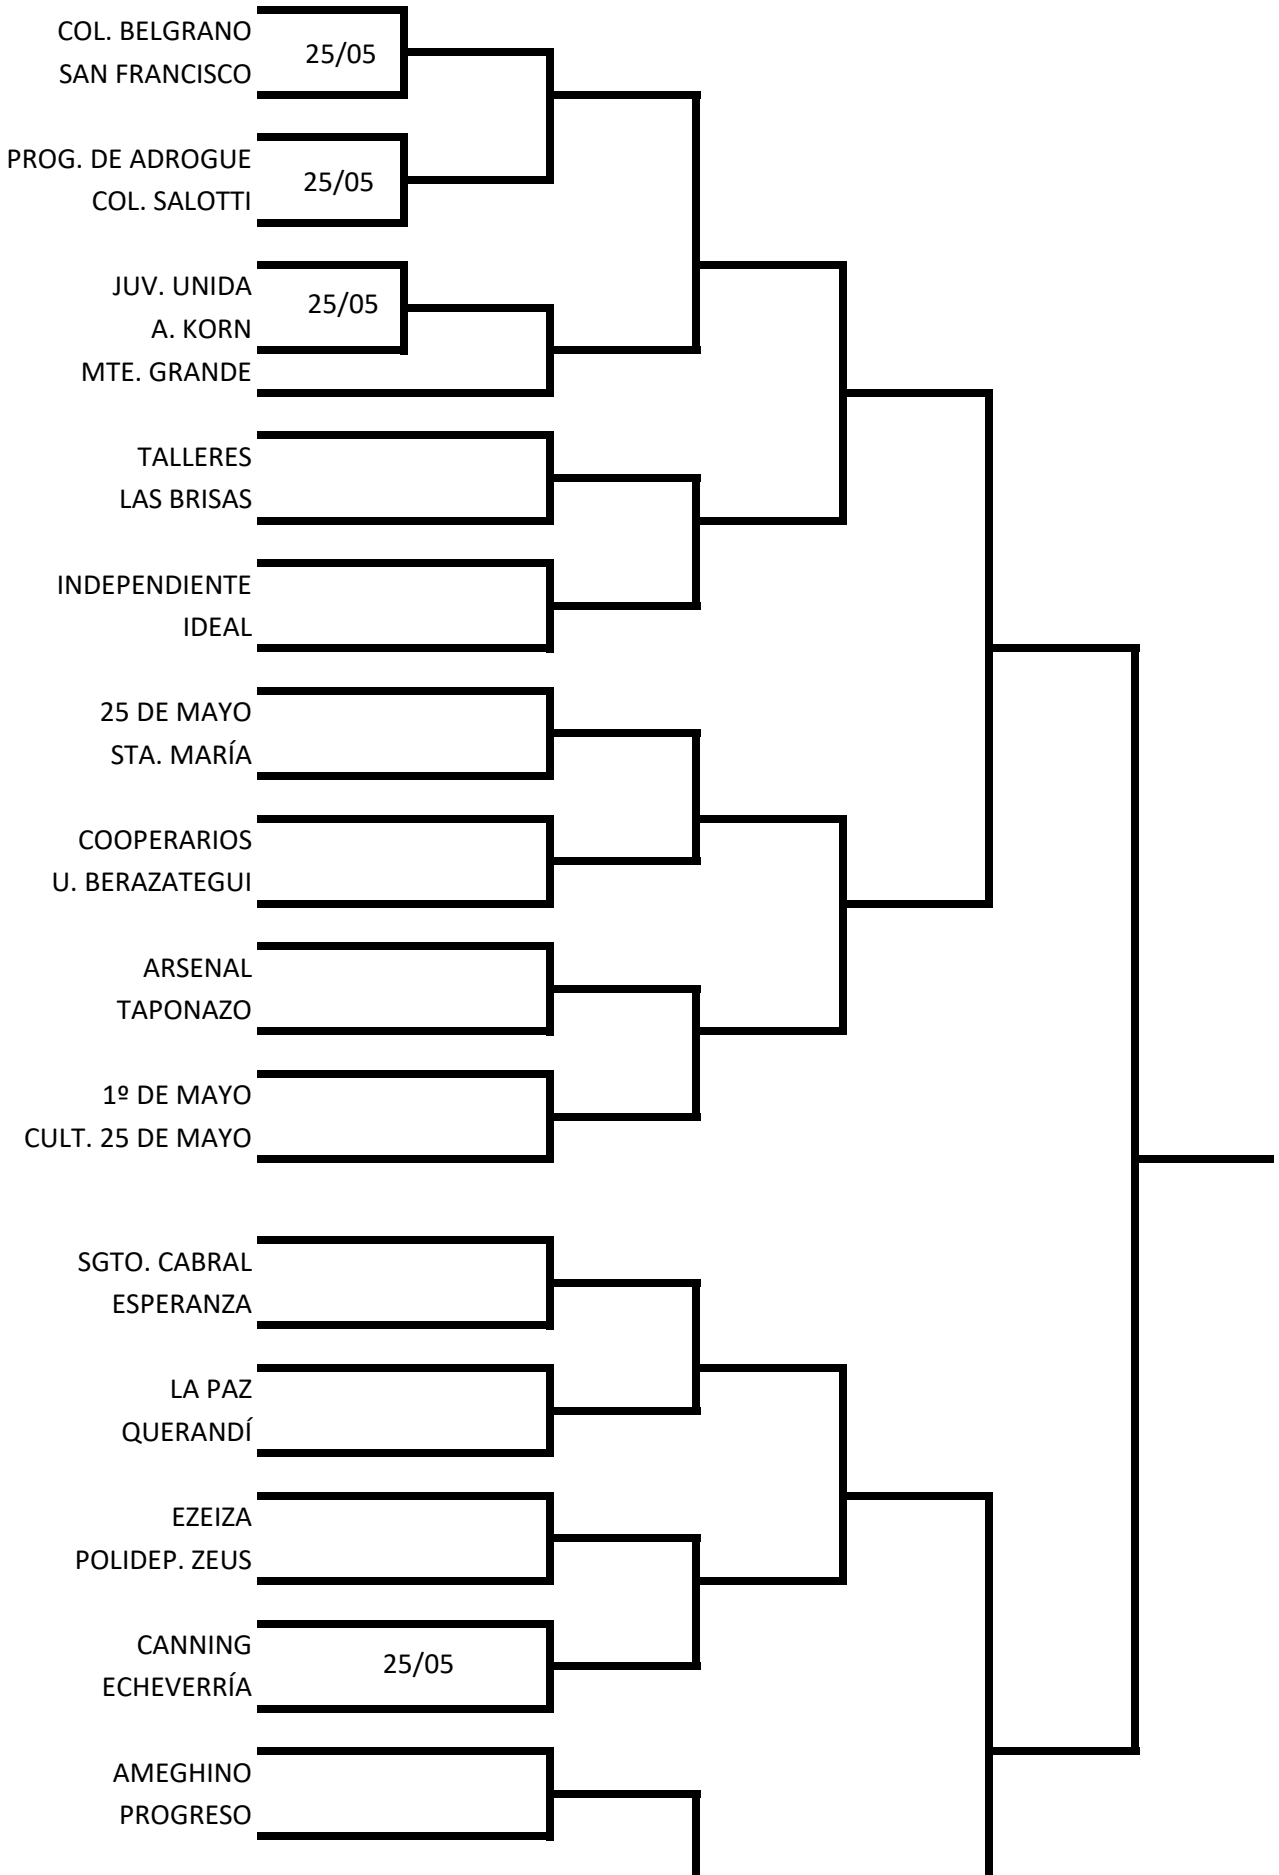 COL. BELGRANO
25/05
SAN FRANCISCO
PROG. DE ADROGUE
25/05
COL. SALOTTI
JUV. UNIDA
25/05
A. KORN
MTE. GRANDE
TALLERES
LAS BRISAS
INDEPENDIENTE
IDEAL
25 DE MAYO
STA. MARÍA
COOPERARIOS
U. BERAZATEGUI
ARSENAL
TAPONAZO
1º DE MAYO
CULT. 25 DE MAYO
SGTO. CABRAL
ESPERANZA
LA PAZ
QUERANDÍ
EZEIZA
POLIDEP. ZEUS
CANNING
25/05
ECHEVERRÍA
AMEGHINO
PROGRESO